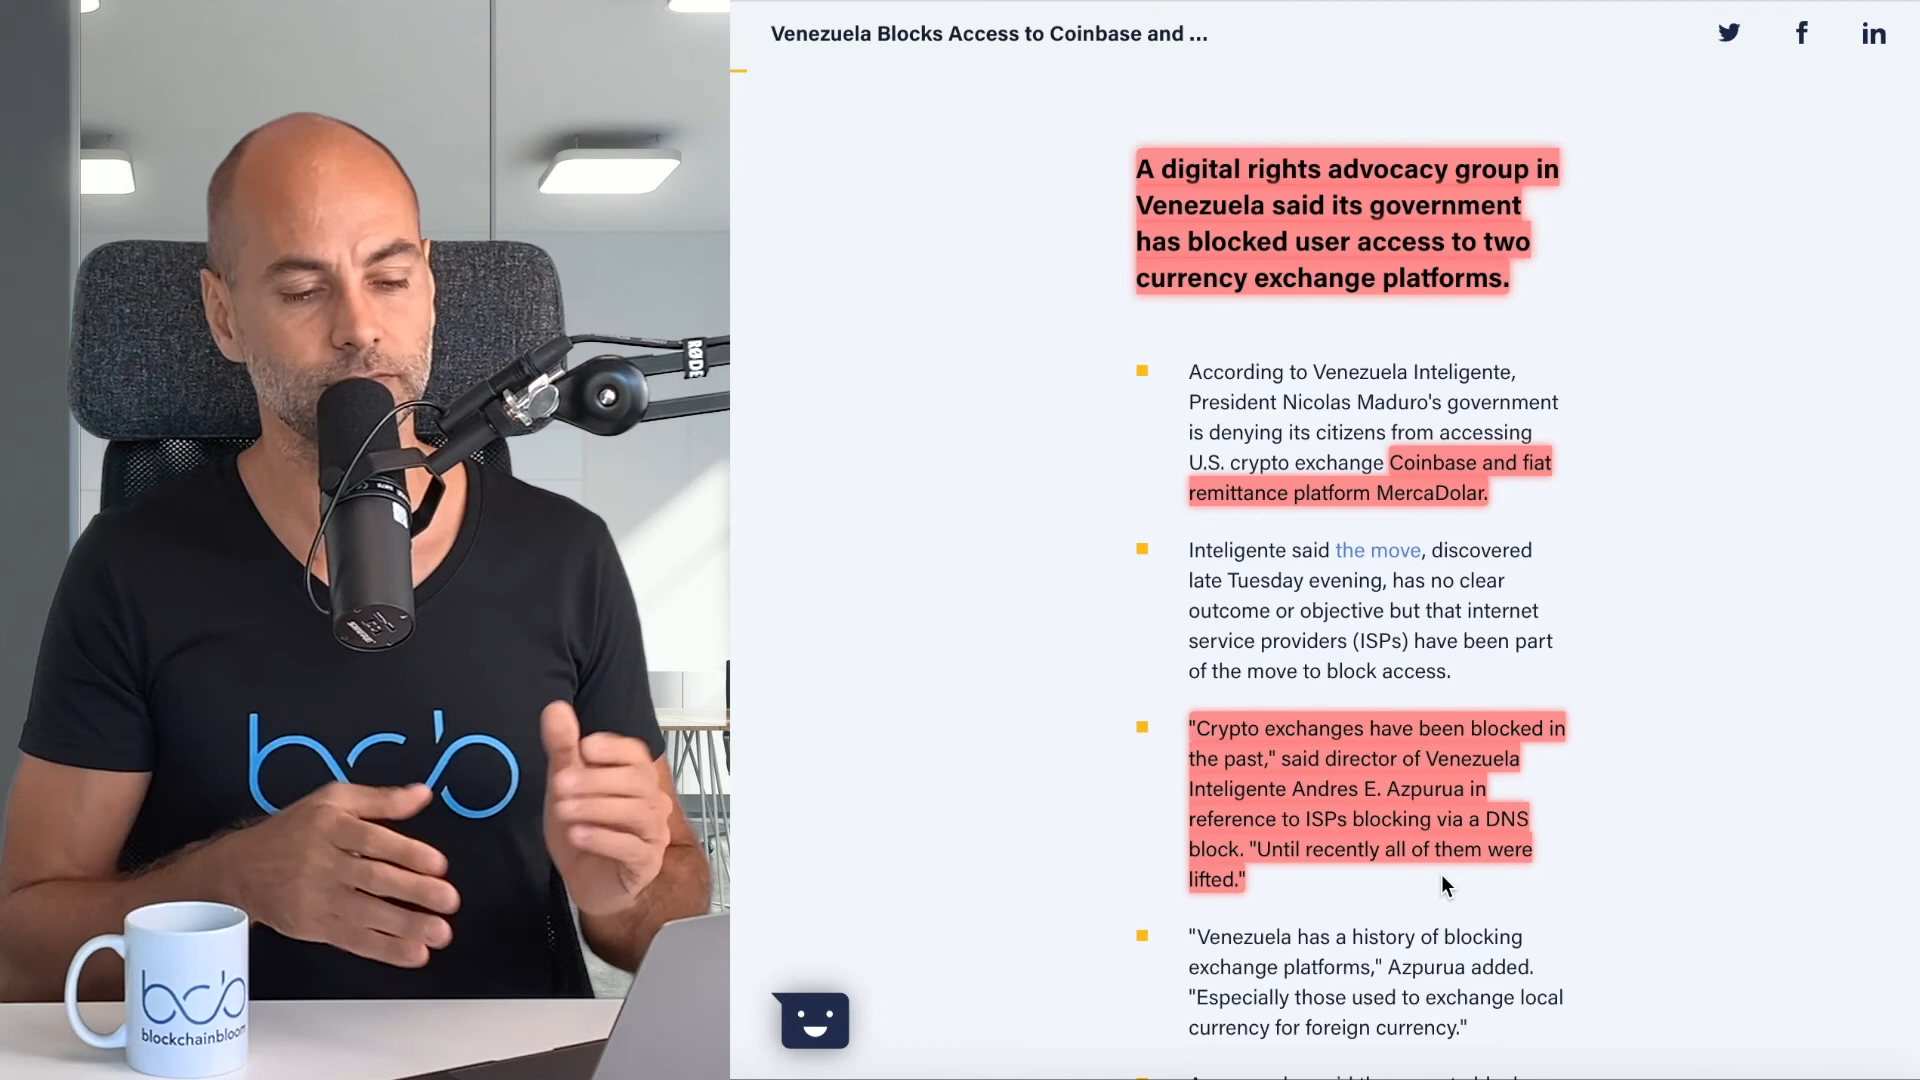 Venezuela Blocks Access to Coinbase and ...
A digital rights advocacy group in
Venezuela said its government
has blocked user access to two
currency exchange platforms.
According to Venezuela Inteligente,
President Nicolas Maduro's government
is denying its citizens from accessing
U.S. crypto exchange Coinbase and fiat
remittance platform MercaDolar.
Inteligente said the move, discovered
late Tuesday evening, has no clear
outcome or objective but that internet
service providers (ISPs) have been part
of the move to block access.
"Crypto exchanges have been blocked in
the past," said director of Venezuela
Inteligente Andres E. Azpurua in
reference to ISPs blocking via a DNS
block. "Until recently all of them were
lifted."
"Venezuela has a history of blocking
exchange platforms," Azpurua added.
"Especially those used to exchange local
currency for foreign currency."
RØDE
SHURE
bcb
bcb
blockchainbloom